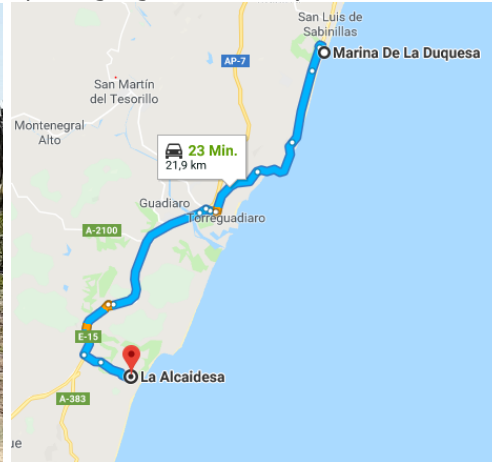 San Luis de
Sabinillas
Marina De La Duquesa
AP-7
San Martín
del Tesorillo
Montenegral
Alto
23 Min.
21,9 km
Guadiaro
Torreguadiaro
A-2100
E-15
La Alcaidesa
A-383
ue